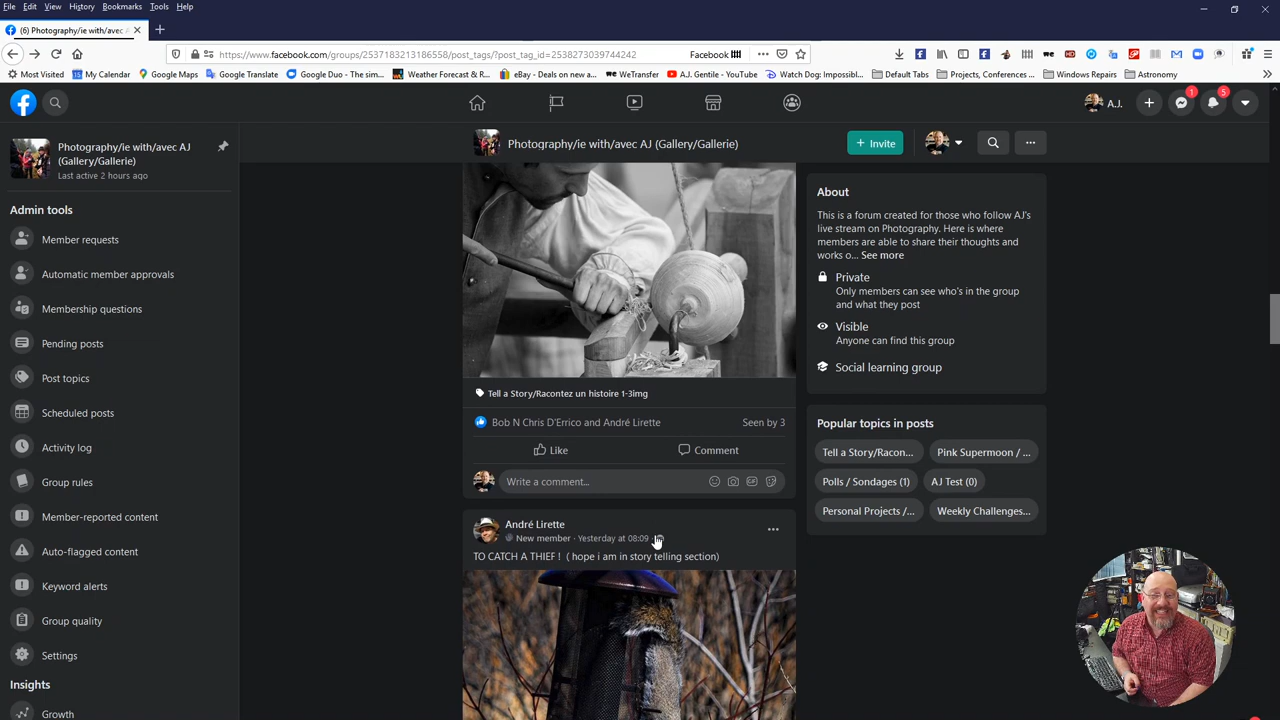 File Edit View History Bookmarks Tools Help
(6) Photography/ie with/avec A
https://www.facebook.com/groups/2537183213186558/post_tags/?post_tag_id=2538273039744242 Facebook
Most Visited My Calendar Google Maps Google Translate Google Duo - The sim... Weather Forecast & R... eBay - Deals on new a... WeTransfer A.J. Gentile - YouTube Watch Dog: Impossibl... Default Tabs Projects, Conferences ... Windows Repairs Astronomy
A.J. 1 5
Photography/ie with/avec AJ
(Gallery/Gallerie)
Last active 2 hours ago
Admin tools
Member requests
Automatic member approvals
Membership questions
Pending posts
Post topics
Scheduled posts
Activity log
Group rules
Member-reported content
Auto-flagged content
Keyword alerts
Group quality
Settings
Insights
Growth
Photography/ie with/avec AJ (Gallery/Gallerie)
+ Invite
Tell a Story/Racontez un histoire 1-3img
Bob N Chris D'Errico and André Lirette Seen by 3
Like Comment
Write a comment...
André Lirette
New member · Yesterday at 08:09 ·
TO CATCH A THIEF ! ( hope i am in story telling section)
About
This is a forum created for those who follow AJ's
live stream on Photography. Here is where
members are able to share their thoughts and
works o... See more
Private
Only members can see who's in the group
and what they post
Visible
Anyone can find this group
Social learning group
Popular topics in posts
Tell a Story/Racon... Pink Supermoon / ...
Polls / Sondages (1) AJ Test (0)
Personal Projects /... Weekly Challenges...